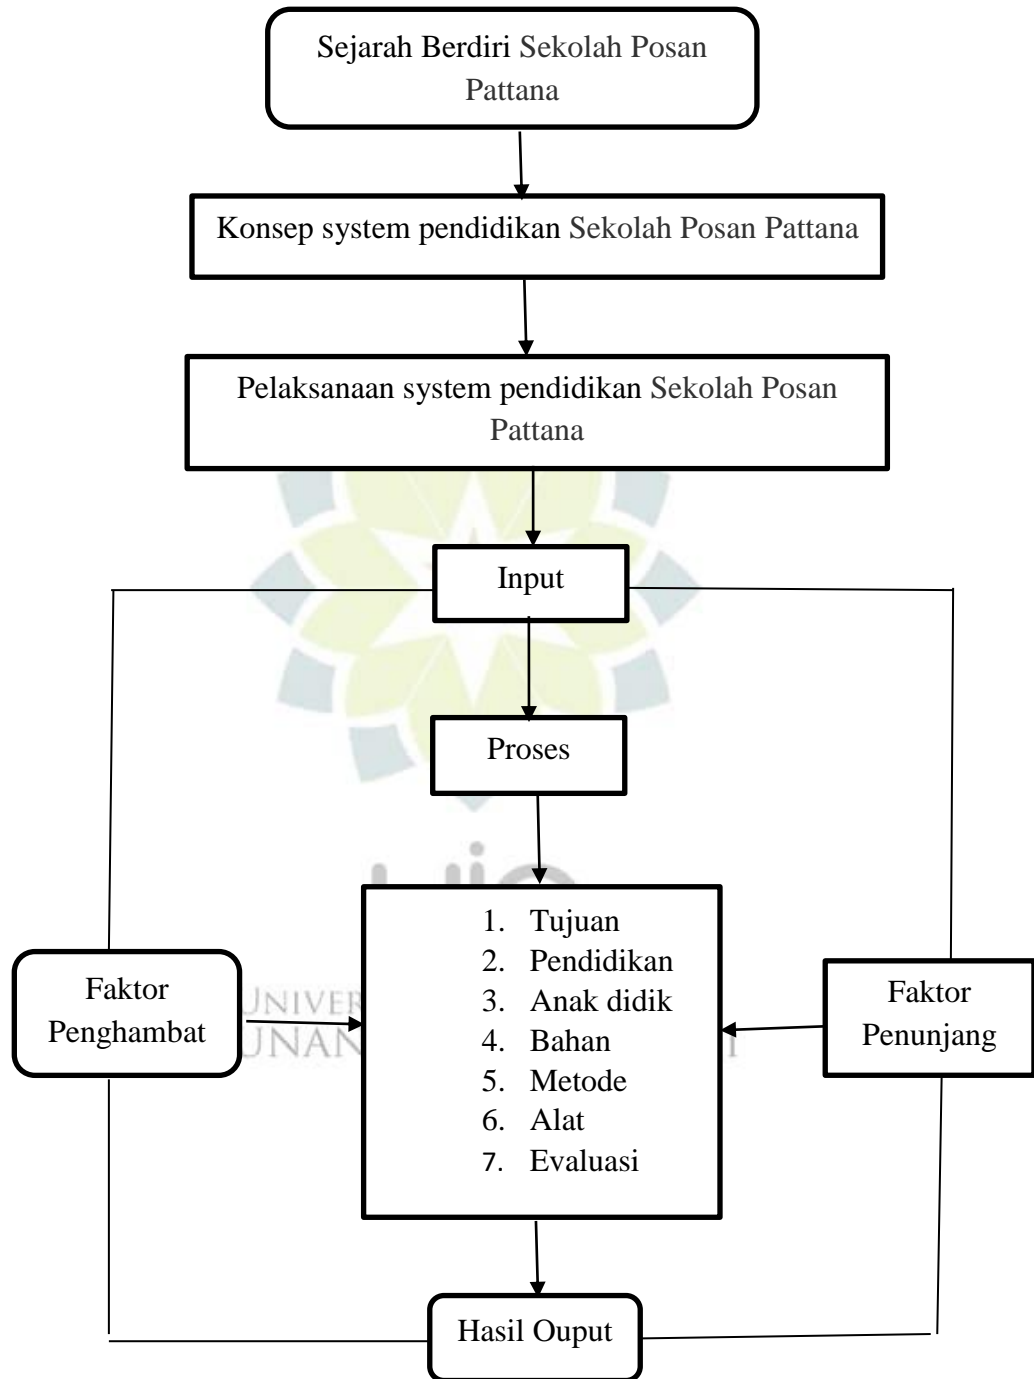 Sejarah Berdiri Sekolah Posan
Pattana
Konsep system pendidikan Sekolah Posan Pattana
Pelaksanaan system pendidikan Sekolah Posan
Pattana
Input
Proses
1. Tujuan
2. Pendidikan
3. Anak didik
4. Bahan
5. Metode
6. Alat
7. Evaluasi
Faktor
Penghambat
Faktor
Penunjang
Hasil Ouput